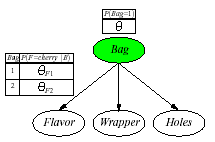 P(Bag=1)
θ
Bag
Bag P(F=cherry | B)
1 θF1
2 θF2
Flavor Wrapper Holes